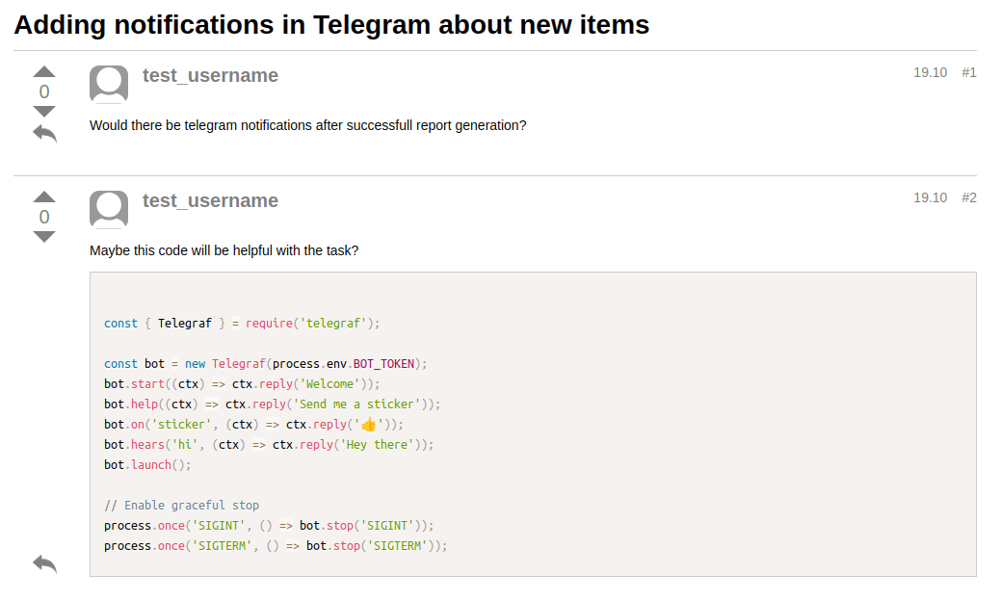 Adding notifications in Telegram about new items
test_username 19.10 #1
0
Would there be telegram notifications after successfull report generation?
test_username 19.10 #2
0
Maybe this code will be helpful with the task?
const { Telegraf } = require('telegraf');
const bot = new Telegraf(process.env.BOT_TOKEN);
bot.start((ctx) => ctx.reply('Welcome'));
bot.help((ctx) => ctx.reply('Send me a sticker'));
bot.on('sticker', (ctx) => ctx.reply('👍'));
bot.hears('hi', (ctx) => ctx.reply('Hey there'));
bot.launch();
// Enable graceful stop
process.once('SIGINT', () => bot.stop('SIGINT'));
process.once('SIGTERM', () => bot.stop('SIGTERM'));